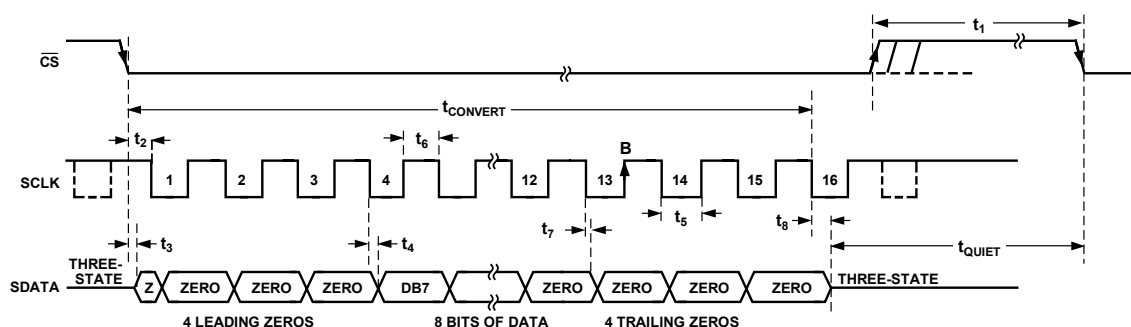 t1
CS
tCONVERT
t2
t6
B
SCLK
1
2
3
4
12
13
14
15
16
t3
t4
t7
t5
t8
tQUIET
THREE-
STATE
SDATA
Z
ZERO
ZERO
ZERO
DB7
ZERO
ZERO
ZERO
ZERO
THREE-STATE
4 LEADING ZEROS
8 BITS OF DATA
4 TRAILING ZEROS